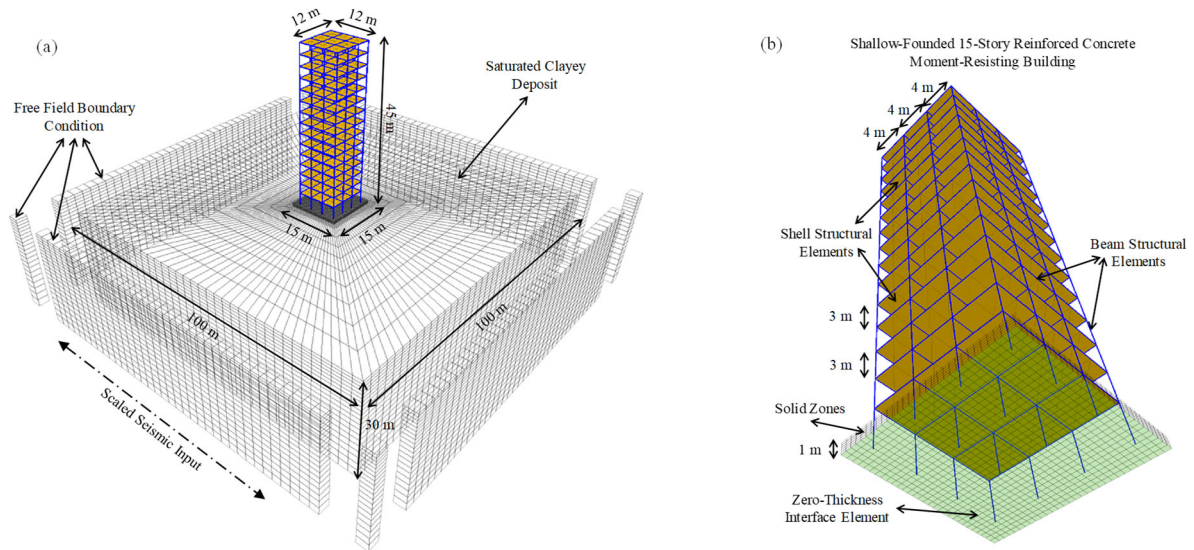 (a)
12 m
12 m
45 m
Saturated Clayey
Deposit
Free Field Boundary
Condition
15 m
15 m
100 m
100 m
30 m
Scaled Seismic Input
(b)
Shallow-Founded 15-Story Reinforced Concrete
Moment-Resisting Building
4 m
4 m
4 m
Shell Structural
Elements
Beam Structural
Elements
3 m
3 m
Solid Zones
1 m
Zero-Thickness
Interface Element